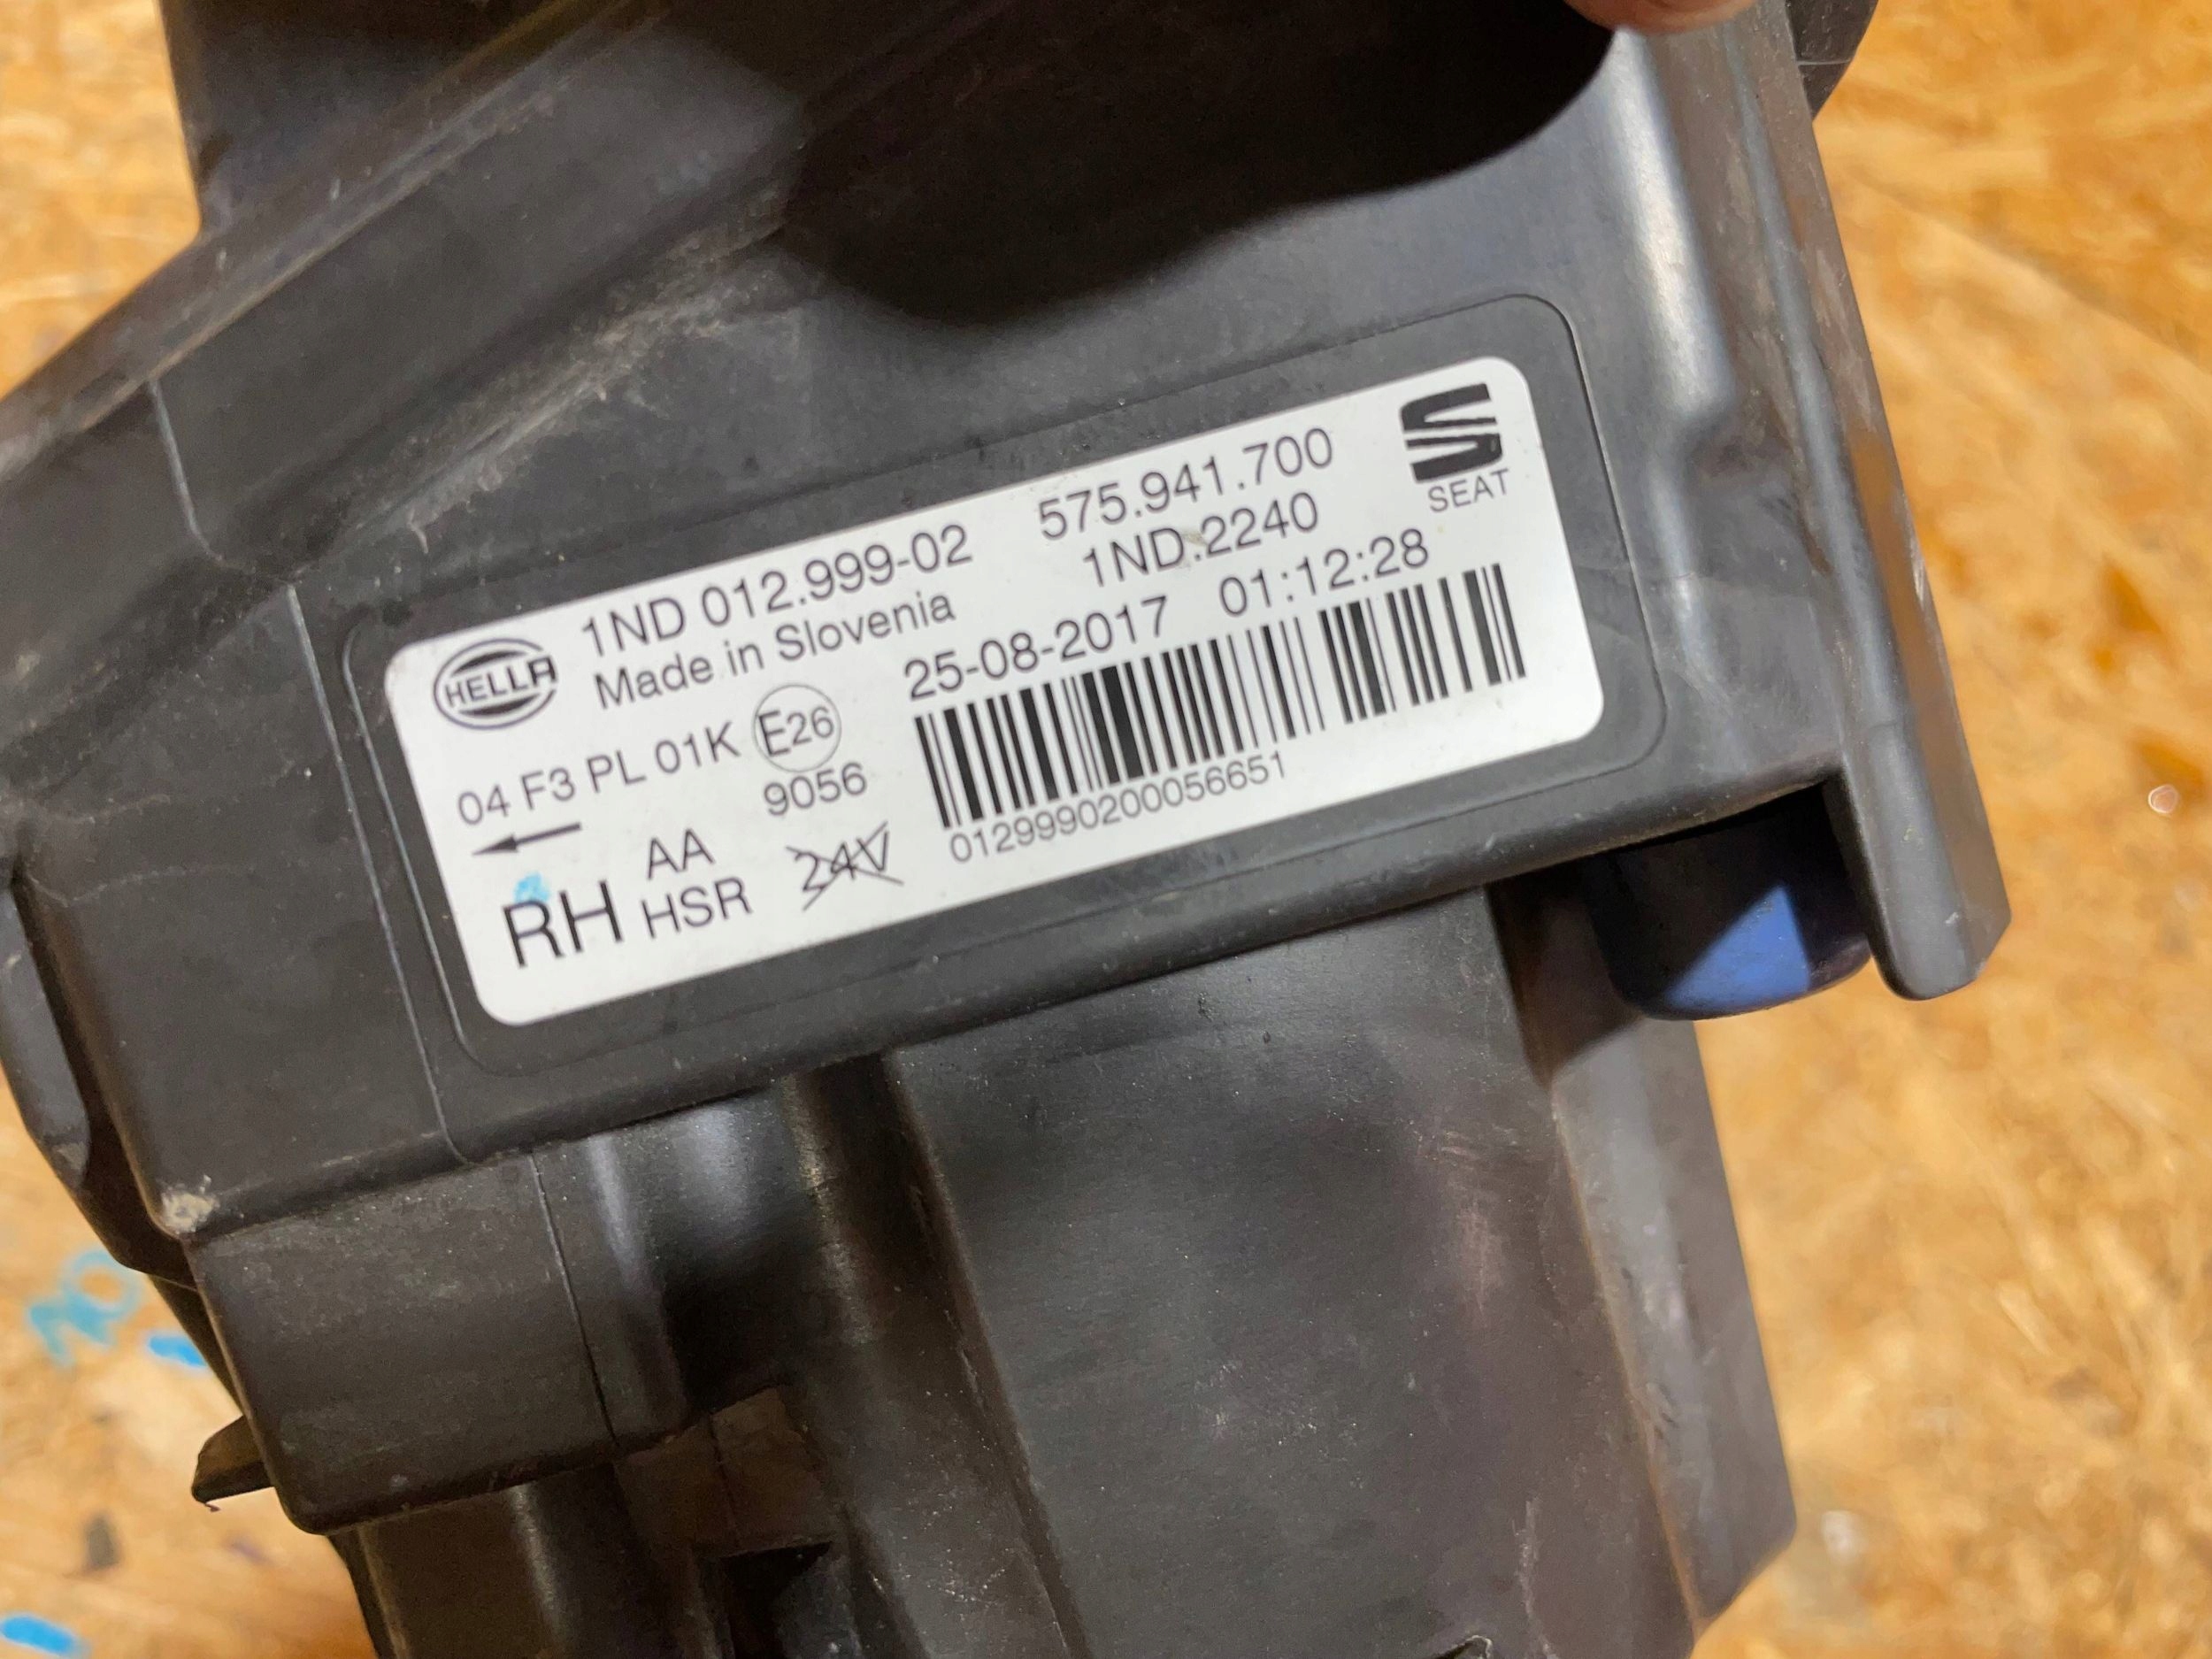 1ND 012.999-02 575.941.700
HELLA Made in Slovenia 1ND.2240
SEAT
25-08-2017 01:12:28
04 F3 PL 01K E26
9056
0129990200056651
RH AA
HSR 24V